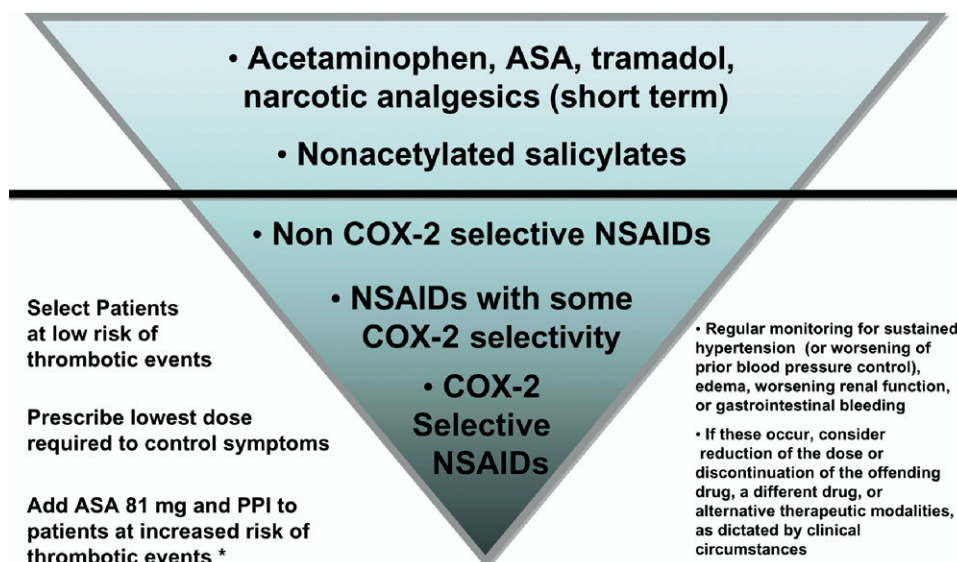 • Acetaminophen, ASA, tramadol,
narcotic analgesics (short term)
• Nonacetylated salicylates
• Non COX-2 selective NSAIDs
• NSAIDs with some
COX-2 selectivity
• COX-2
Selective
NSAIDs
Select Patients
at low risk of
thrombotic events
Prescribe lowest dose
required to control symptoms
Add ASA 81 mg and PPI to
patients at increased risk of
thrombotic events *
• Regular monitoring for sustained
hypertension (or worsening of
prior blood pressure control),
edema, worsening renal function,
or gastrointestinal bleeding
• If these occur, consider
reduction of the dose or
discontinuation of the offending
drug, a different drug, or
alternative therapeutic modalities,
as dictated by clinical
circumstances